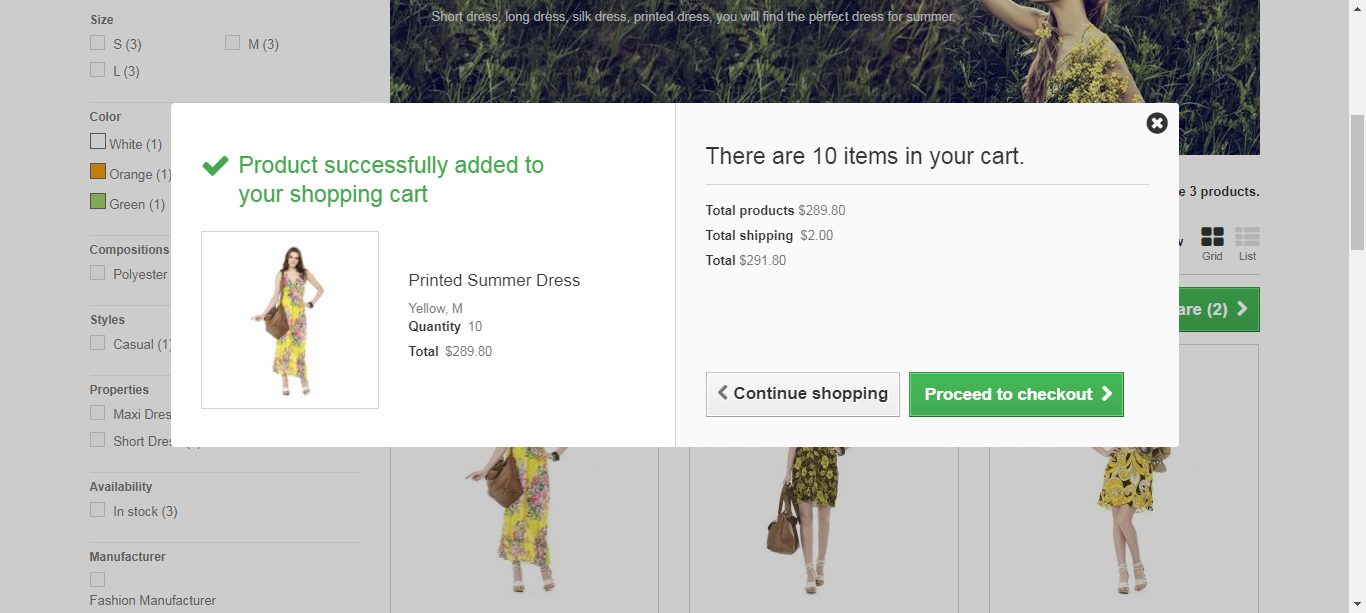 Size
S (3)
M (3)
L (3)
Color
White (1)
Orange (1)
Green (1)
Compositions
Polyester
Styles
Casual (1)
Properties
Maxi Dres
Short Dres
Availability
In stock (3)
Manufacturer
Fashion Manufacturer
Short dress, long dress, silk dress, printed dress, you will find the perfect dress for summer.
Product successfully added to
your shopping cart
Printed Summer Dress
Yellow, M
Quantity 10
Total $289.80
There are 10 items in your cart.
Total products $289.80
Total shipping $2.00
Total $291.80
Continue shopping
Proceed to checkout
e 3 products.
w
Grid
List
are (2)